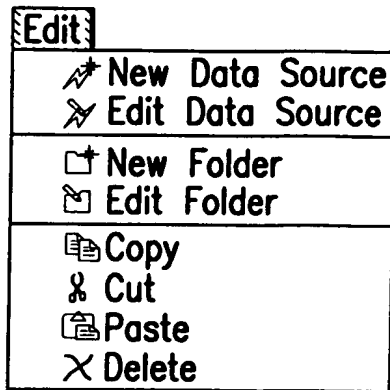 Edit
New Data Source
Edit Data Source
New Folder
Edit Folder
Copy
Cut
Paste
Delete